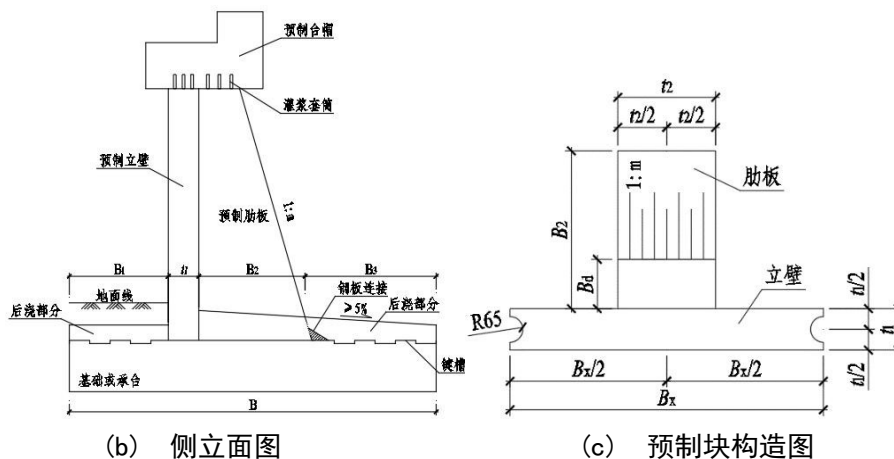 预制台帽
灌浆套筒
预制立壁
预制肋板
1:m
B1
t1
B2
B3
地面线
钢板连接
≥5%
后浇部分
后浇部分
键槽
基础或承台
B
(b) 侧立面图
t2
t2/2
t2/2
1:m
肋板
B2
Bd
立壁
R65
t1/2
t1
t1/2
Bx/2
Bx/2
Bx
(c) 预制块构造图